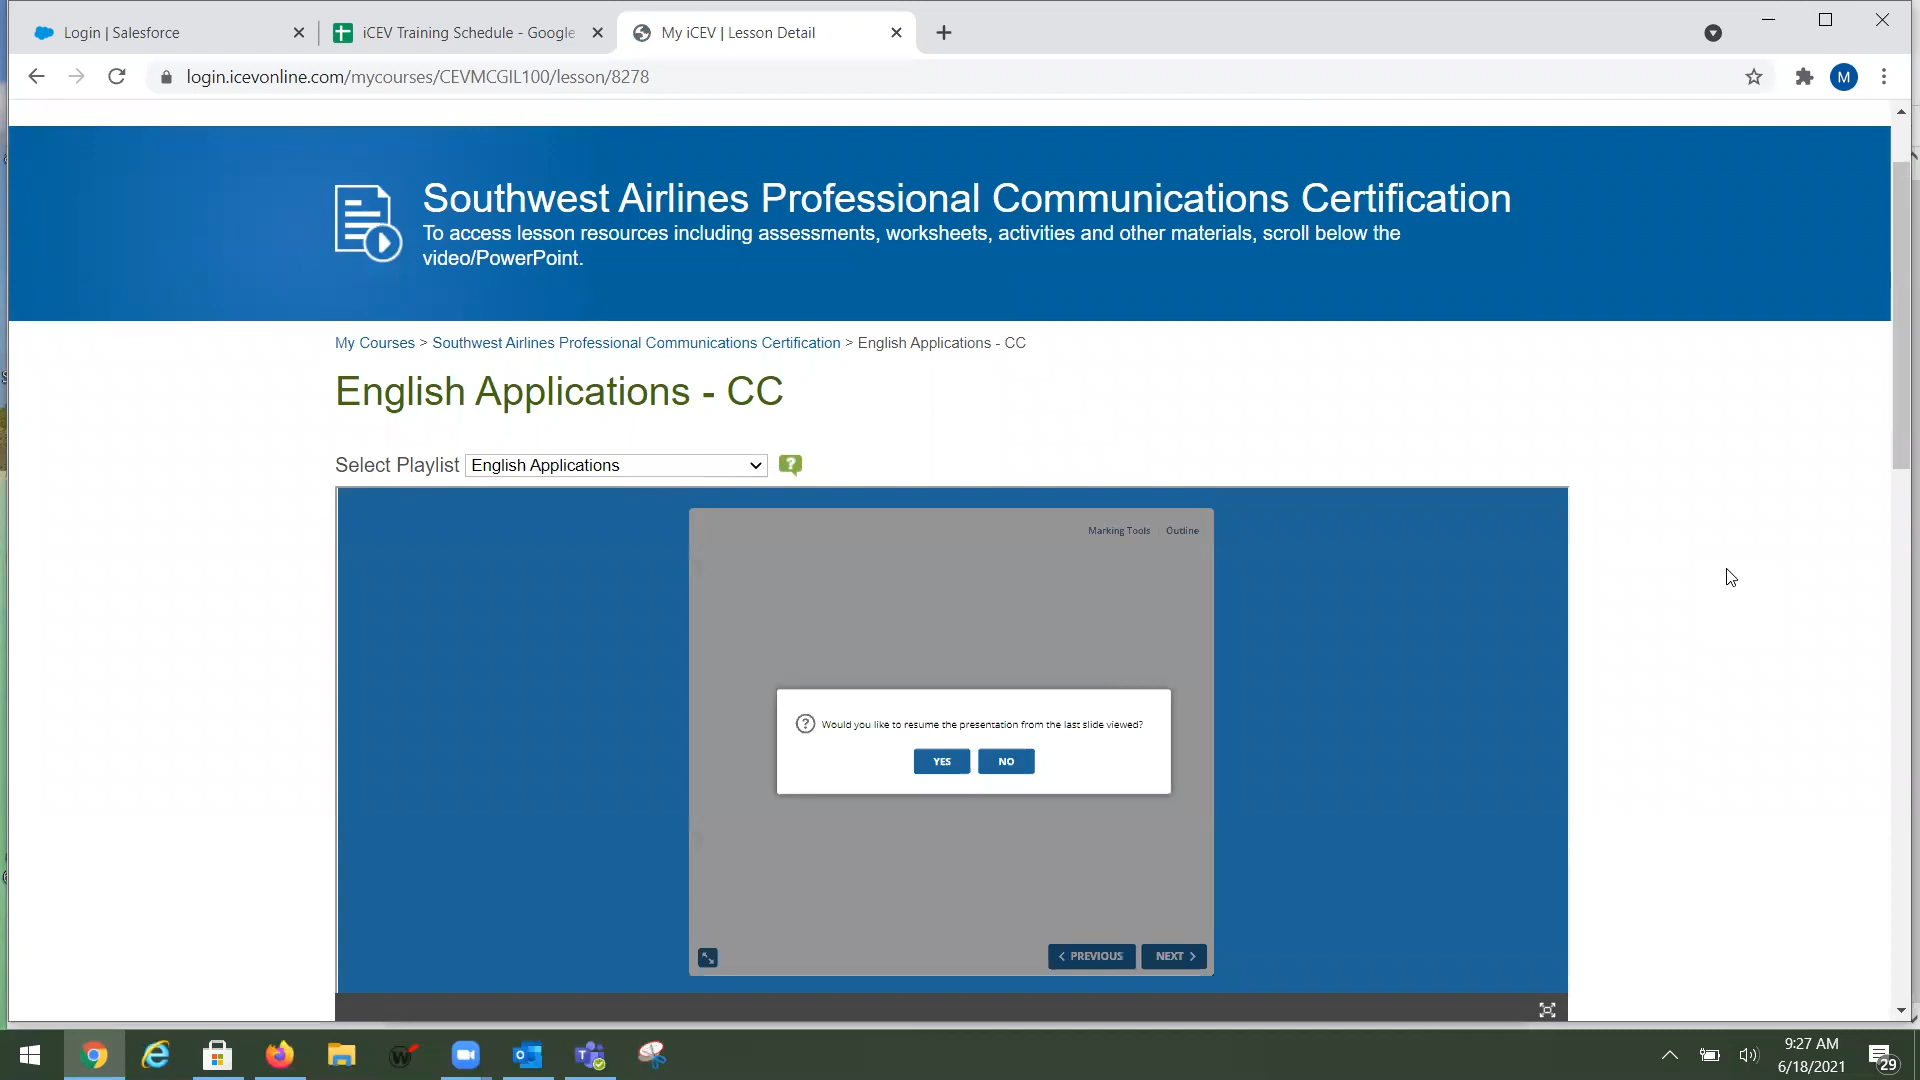 Login | Salesforce
iCEV Training Schedule - Google
My iCEV | Lesson Detail
login.icevonline.com/mycourses/CEVMCGIL100/lesson/8278
M
Southwest Airlines Professional Communications Certification
To access lesson resources including assessments, worksheets, activities and other materials, scroll below the
video/PowerPoint.
My Courses > Southwest Airlines Professional Communications Certification > English Applications - CC
English Applications - CC
Select Playlist English Applications
Marking Tools Outline
Would you like to resume the presentation from the last slide viewed?
YES NO
< PREVIOUS NEXT >
9:27 AM
6/18/2021
29